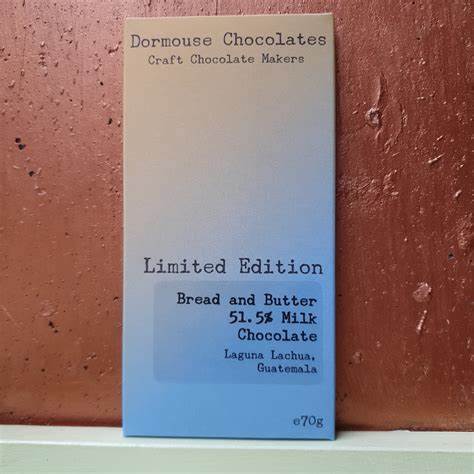 Dormouse Chocolates
Craft Chocolate Makers
Limited Edition
Bread and Butter
51.5% Milk
Chocolate
Laguna Lachua,
Guatemala
e70g